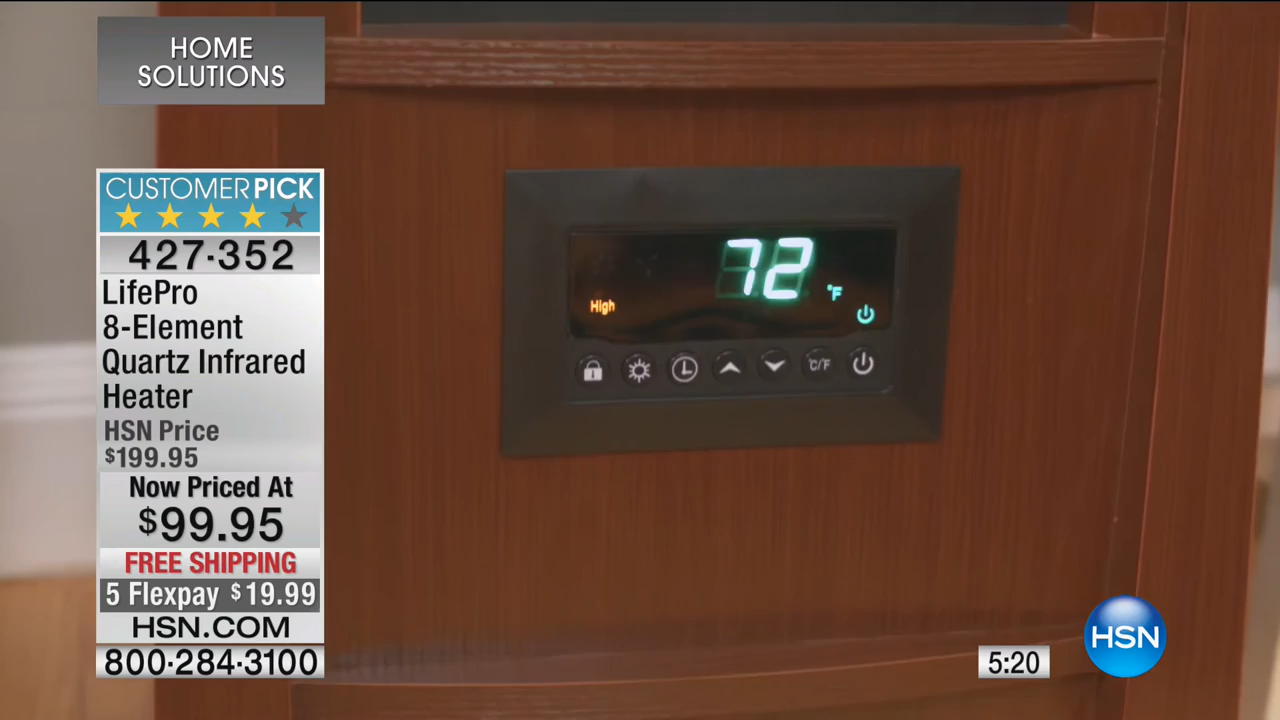 HOME
SOLUTIONS
CUSTOMER PICK
427·352
LifePro
8-Element
Quartz Infrared
Heater
HSN Price
$199.95
Now Priced At
$99.95
FREE SHIPPING
5 Flexpay $19.99
HSN.COM
800·284·3100
72
°F
High
°C/F
HSN
5:20